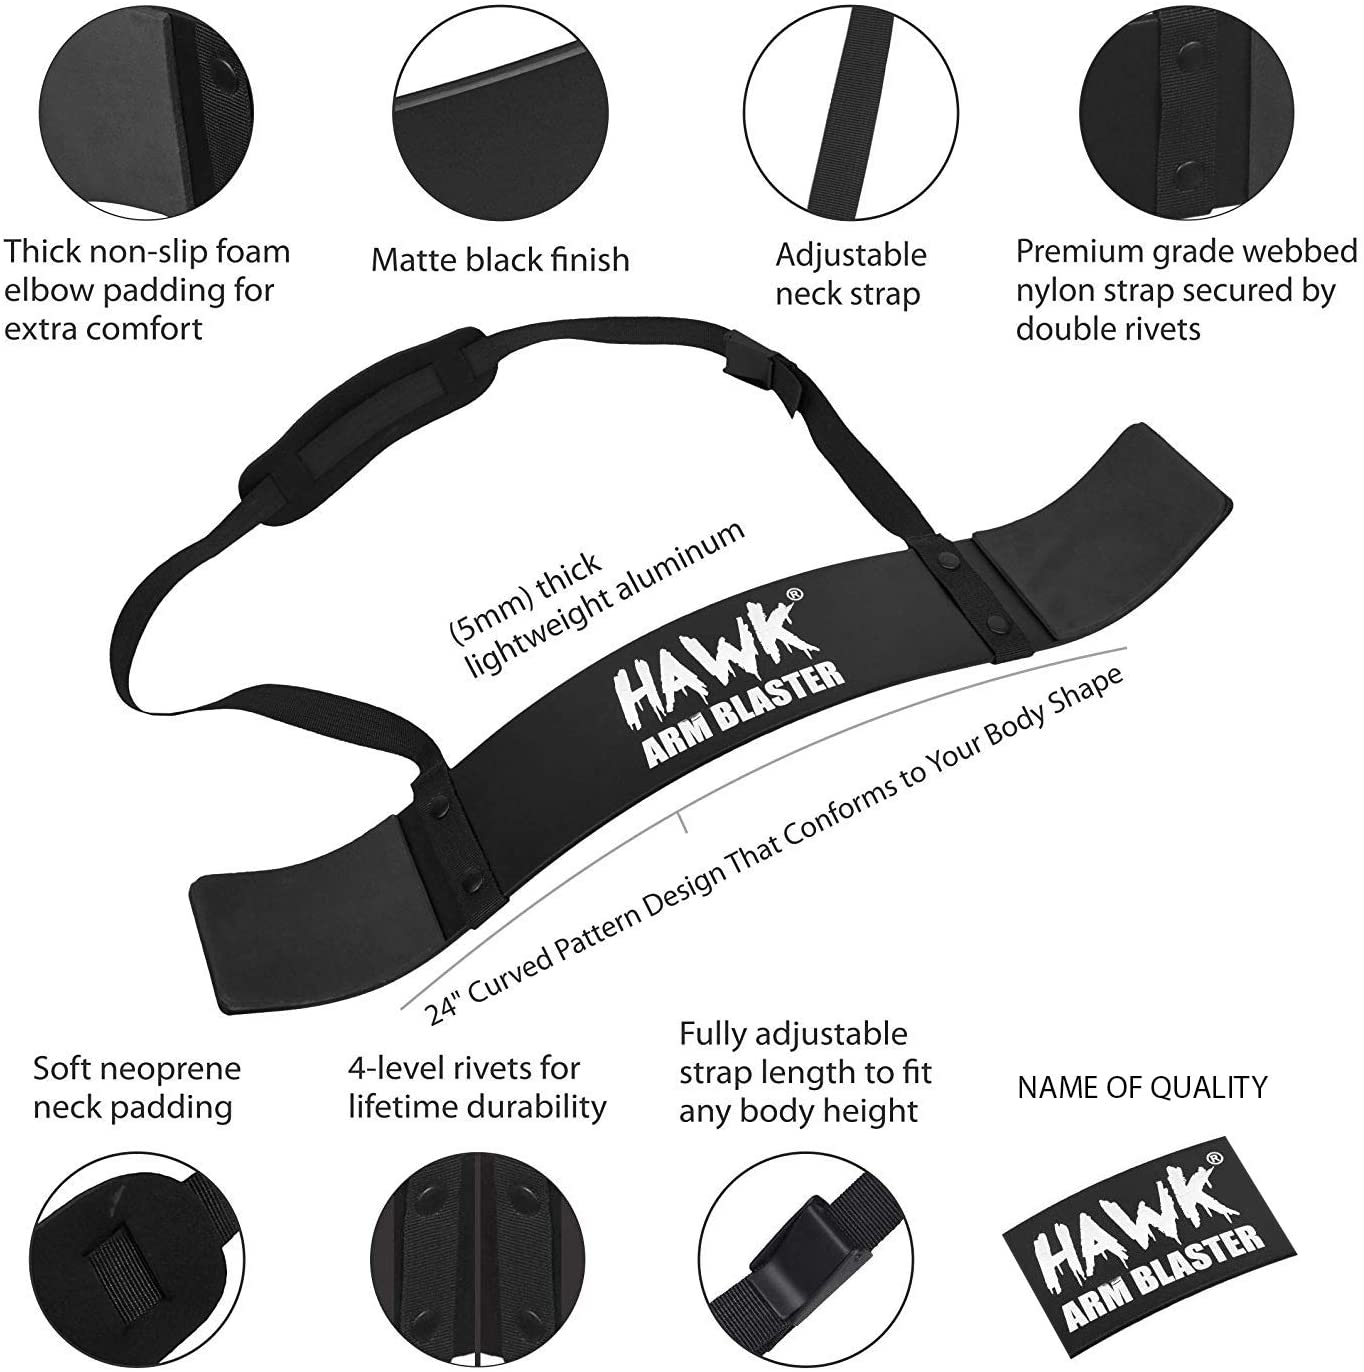 Thick non-slip foam
elbow padding for
extra comfort
Matte black finish
Adjustable
neck strap
Premium grade webbed
nylon strap secured by
double rivets
(5mm) thick
lightweight aluminum
HAWK®
ARM BLASTER
24" Curved Pattern Design That Conforms to Your Body Shape
Soft neoprene
neck padding
4-level rivets for
lifetime durability
Fully adjustable
strap length to fit
any body height
NAME OF QUALITY
HAWK®
ARM BLASTER